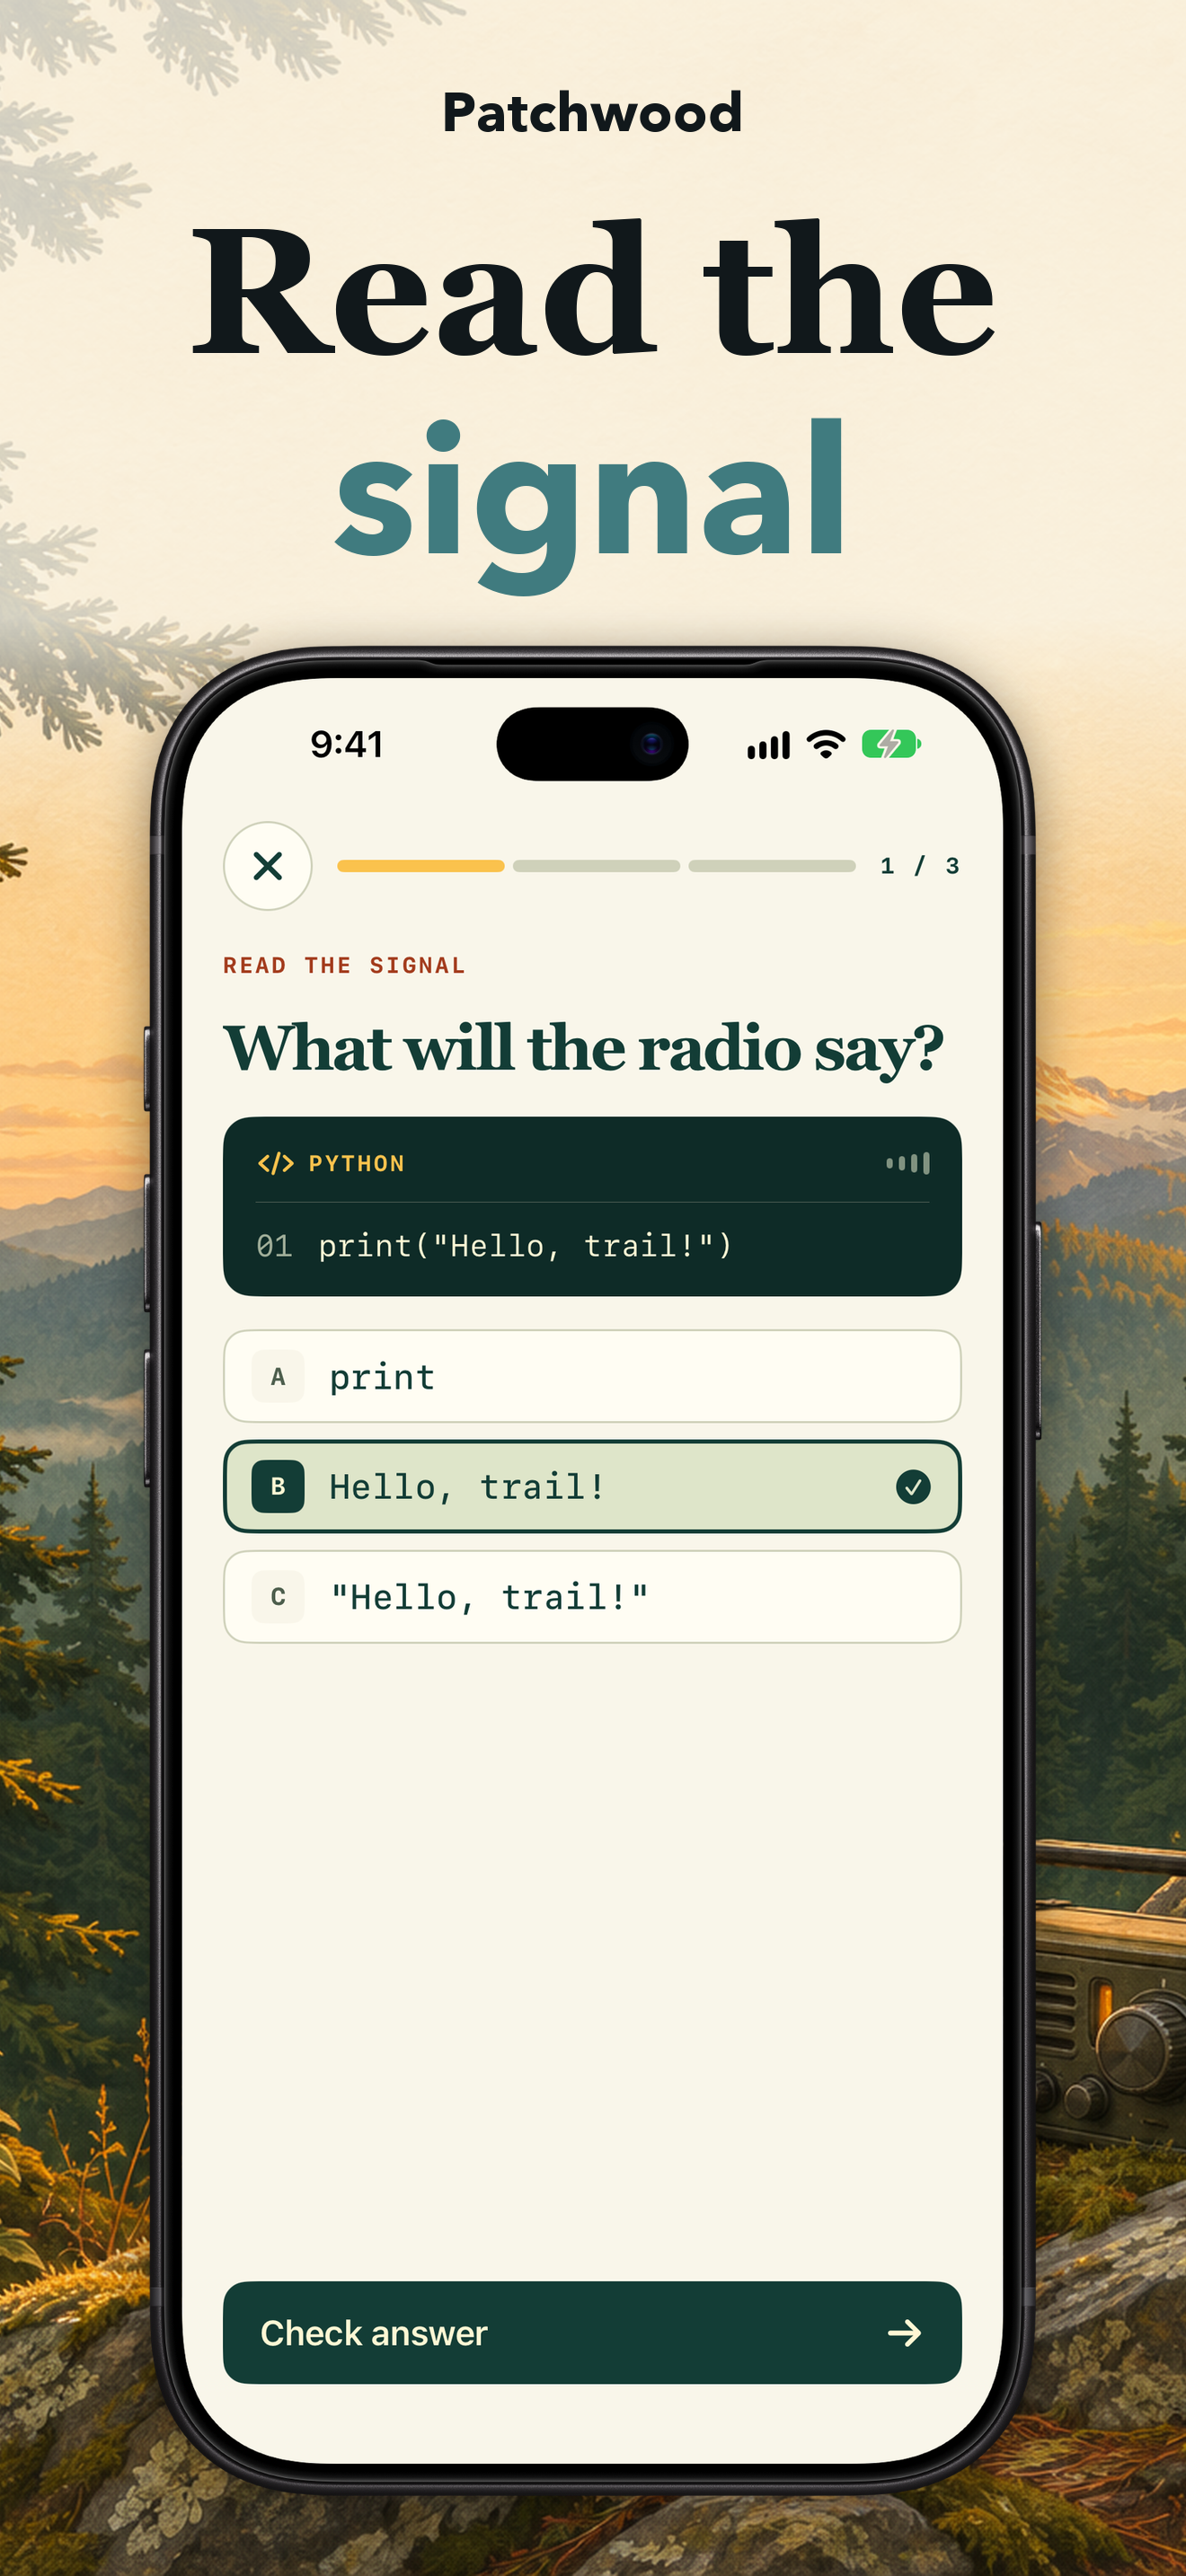 Patchwood
Read the
signal
9:41
1 / 3
READ THE SIGNAL
What will the radio say?
</> PYTHON
01 print("Hello, trail!")
A print
B Hello, trail!
C "Hello, trail!"
Check answer